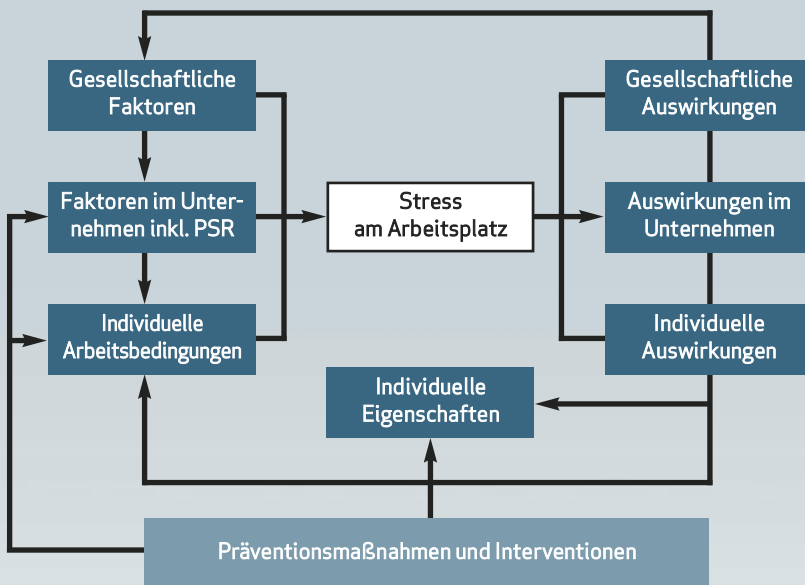 Gesellschaftliche
Faktoren
Gesellschaftliche
Auswirkungen
Faktoren im Unter-
nehmen inkl. PSR
Stress
am Arbeitsplatz
Auswirkungen im
Unternehmen
Individuelle
Arbeitsbedingungen
Individuelle
Auswirkungen
Individuelle
Eigenschaften
Präventionsmaßnahmen und Interventionen